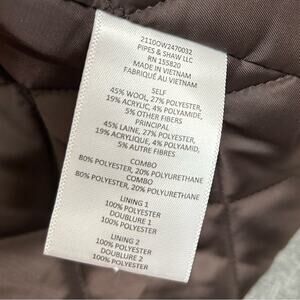 2110OW2470032
PIPES & SHAW LLC
RN 155820
MADE IN VIETNAM
FABRIQUÉ AU VIETNAM
SELF
45% WOOL, 27% POLYESTER,
19% ACRYLIC, 4% POLYAMIDE,
5% OTHER FIBERS
PRINCIPAL
45% LAINE, 27% POLYESTER,
19% ACRYLIQUE, 4% POLYAMID,
5% AUTRE FIBRES
COMBO
80% POLYESTER, 20% POLYURETHANE
COMBO
80% POLYESTER, 20% POLYURETHANE
LINING 1
100% POLYESTER
DOUBLURE 1
100% POLYESTER
LINING 2
100% POLYESTER
DOUBLURE 2
100% POLYESTER